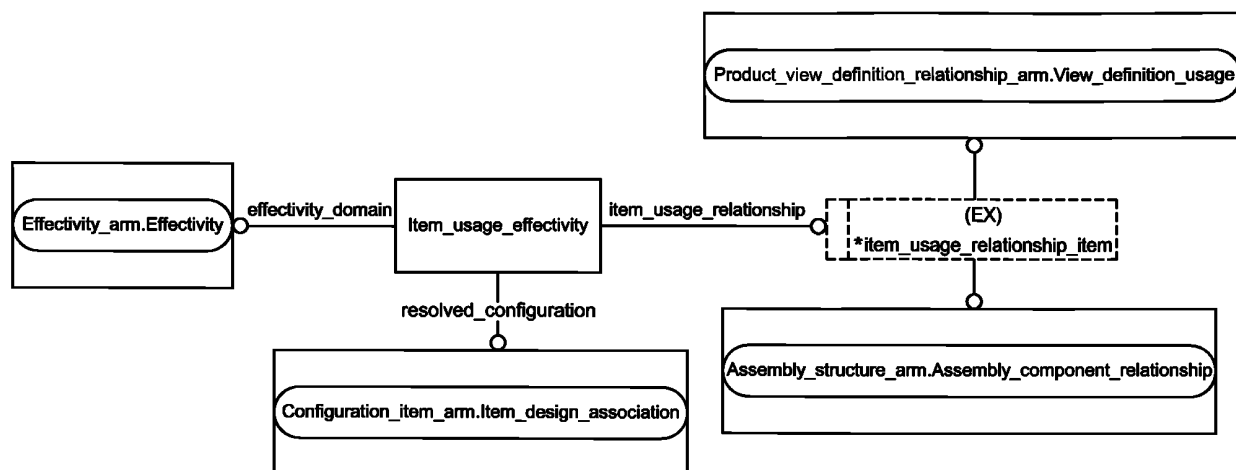 Product_view_definition_relationship_arm.View_definition_usage
Effectivity_arm.Effectivity
effectivity_domain
Item_usage_effectivity
item_usage_relationship
(EX)
*item_usage_relationship_item
resolved_configuration
Assembly_structure_arm.Assembly_component_relationship
Configuration_item_arm.Item_design_association